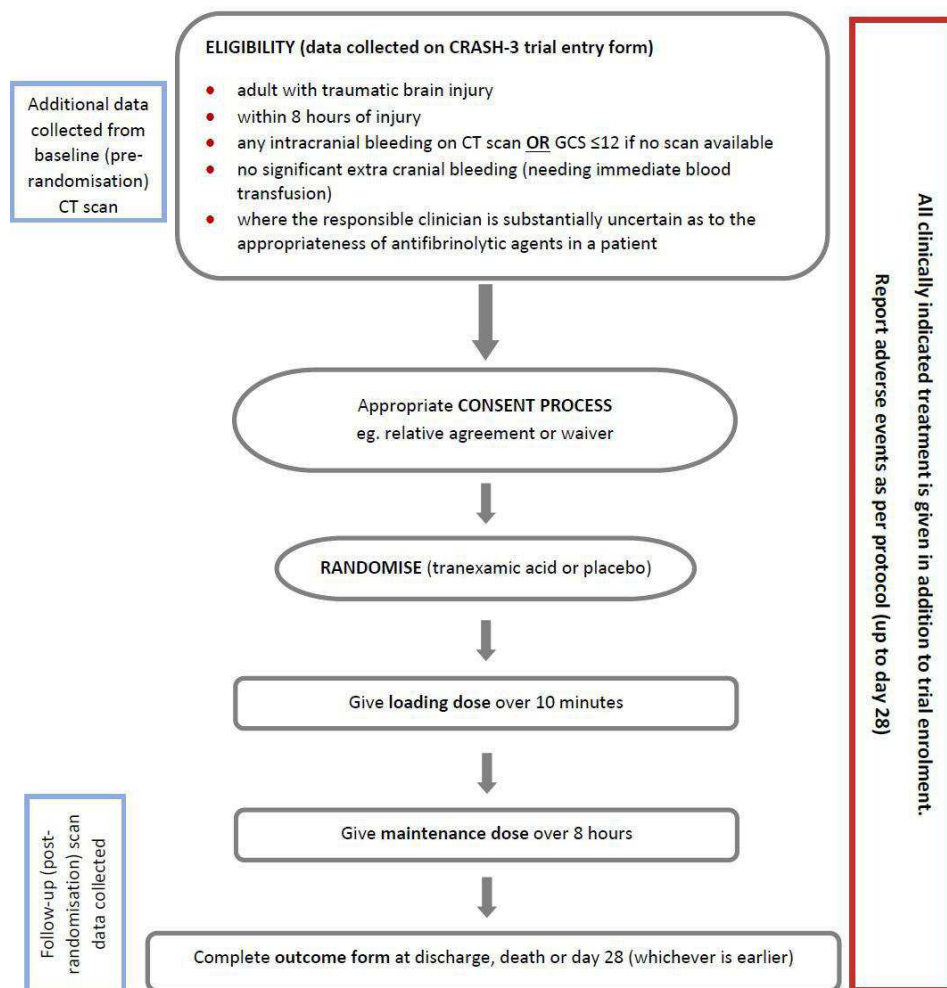 ELIGIBILITY (data collected on CRASH-3 trial entry form)
• adult with traumatic brain injury
• within 8 hours of injury
• any intracranial bleeding on CT scan OR GCS ≤12 if no scan available
• no significant extra cranial bleeding (needing immediate blood
transfusion)
• where the responsible clinician is substantially uncertain as to the
appropriateness of antifibrinolytic agents in a patient
Additional data
collected from
baseline (pre-
randomisation)
CT scan
Appropriate CONSENT PROCESS
eg. relative agreement or waiver
RANDOMISE (tranexamic acid or placebo)
Give loading dose over 10 minutes
Give maintenance dose over 8 hours
Follow-up (post-
randomisation) scan
data collected
Complete outcome form at discharge, death or day 28 (whichever is earlier)
All clinically indicated treatment is given in addition to trial enrolment.
Report adverse events as per protocol (up to day 28)